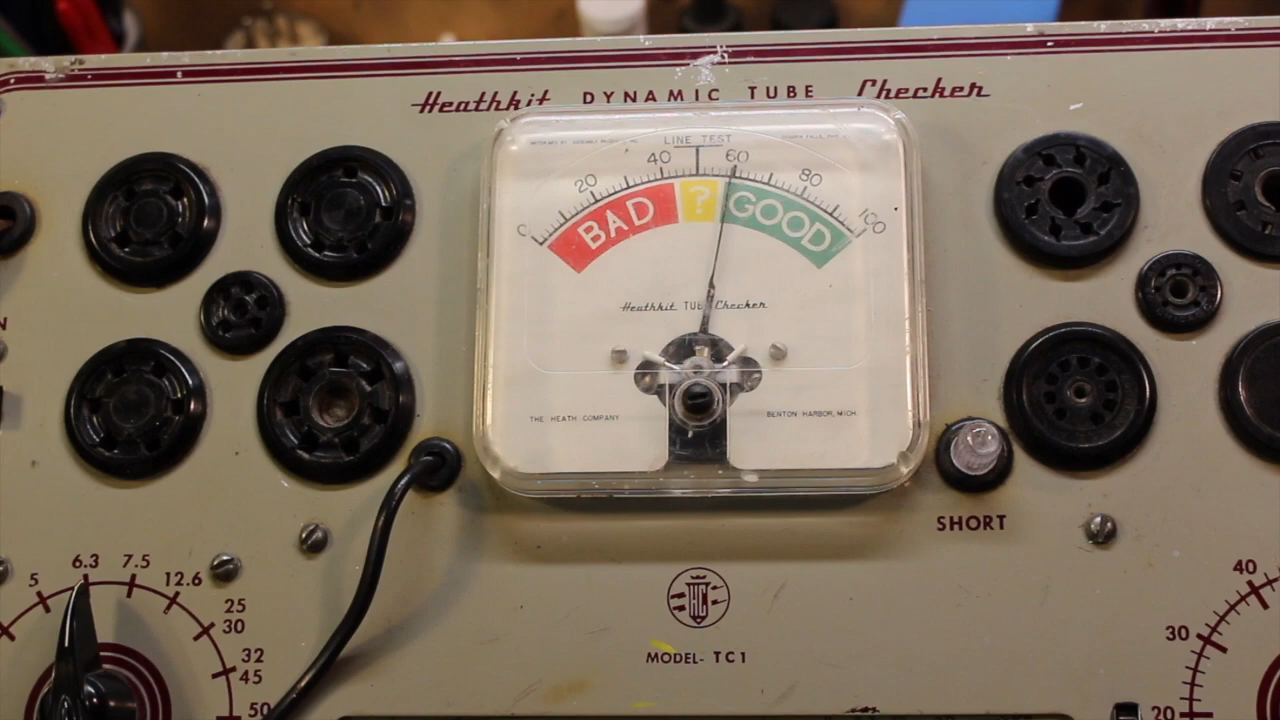 Heathkit DYNAMIC TUBE Checker
LINE TEST
0 20 40 60 80 100
BAD ? GOOD
Heathkit TUBE Checker
THE HEATH COMPANY
BENTON HARBOR, MICH.
N
SHORT
5 6.3 7.5 12.6 25 30 32 45 50
HC
MODEL- TC1
40
30
20